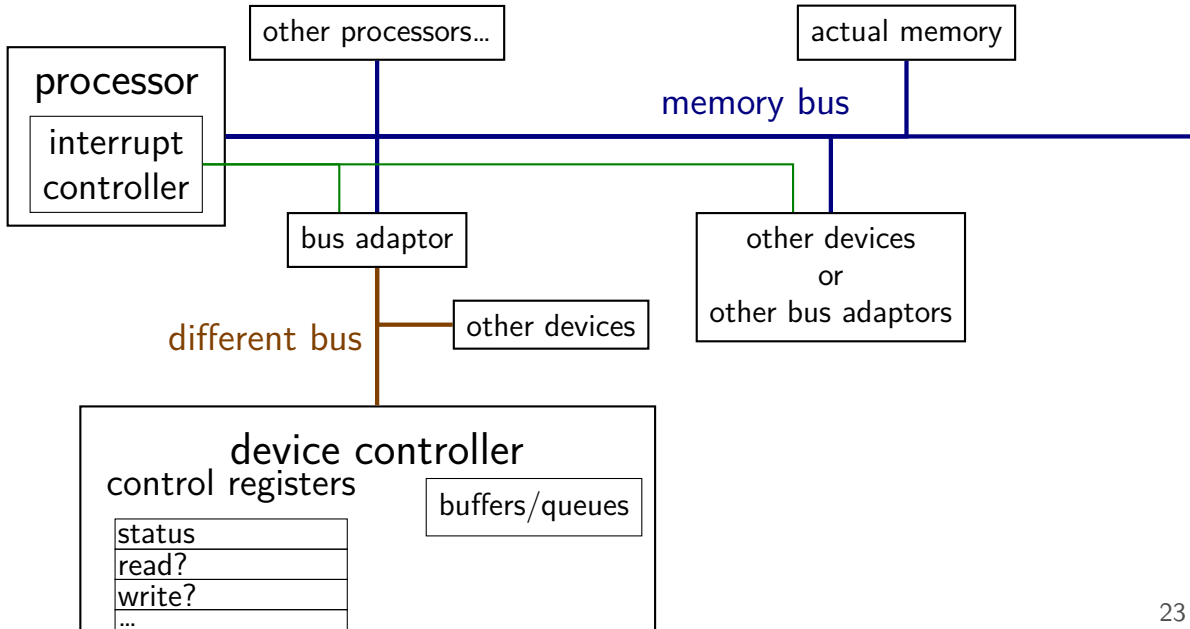 other processors…
actual memory
processor
memory bus
interrupt
controller
bus adaptor
other devices
or
other bus adaptors
other devices
different bus
device controller
control registers
buffers/queues
status
read?
write?
…
23